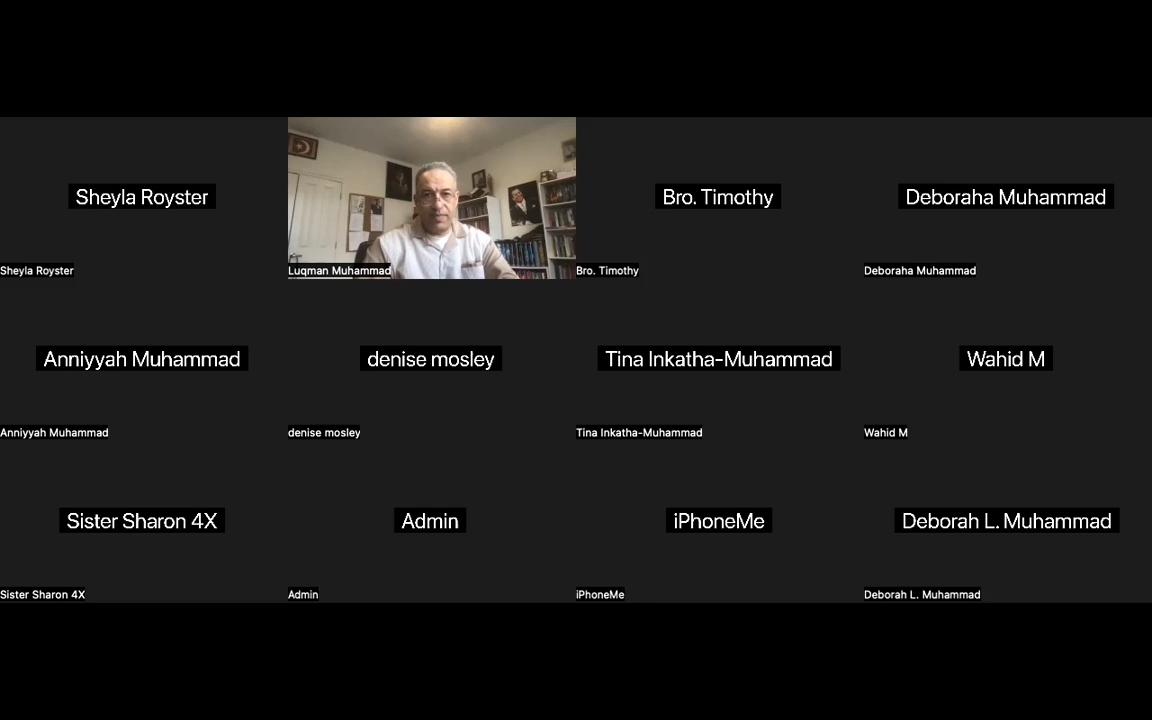 Sheyla Royster
Bro. Timothy
Deboraha Muhammad
Sheyla Royster
Luqman Muhammad
Bro. Timothy
Deboraha Muhammad
Anniyyah Muhammad
denise mosley
Tina Inkatha-Muhammad
Wahid M
Anniyyah Muhammad
denise mosley
Tina Inkatha-Muhammad
Wahid M
Sister Sharon 4X
Admin
iPhoneMe
Deborah L. Muhammad
Sister Sharon 4X
Admin
iPhoneMe
Deborah L. Muhammad